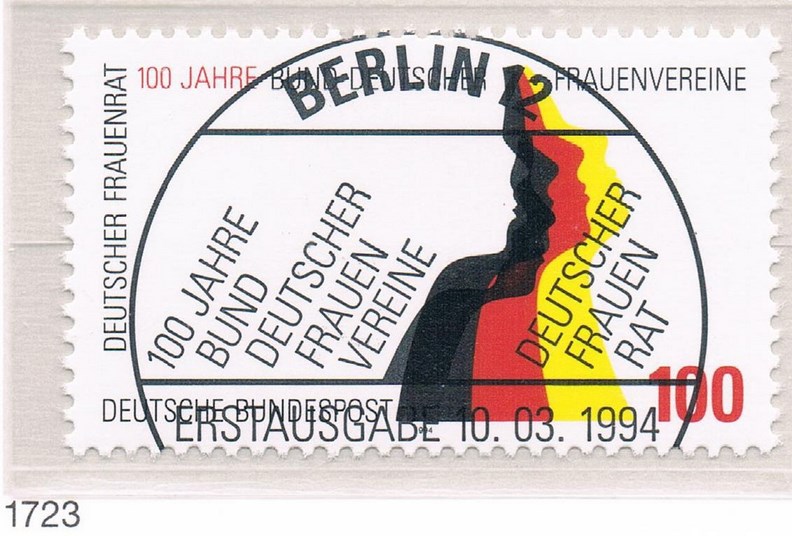 100 JAHRE BUND DEUTSCHER FRAUENVEREINE
DEUTSCHER FRAUENRAT
BERLIN 12
100 JAHRE
BUND
DEUTSCHER
FRAUEN
VEREINE
DEUTSCHER
FRAUEN
RAT
100
DEUTSCHE BUNDESPOST
1994
ERSTAUSGABE 10. 03. 1994
1723